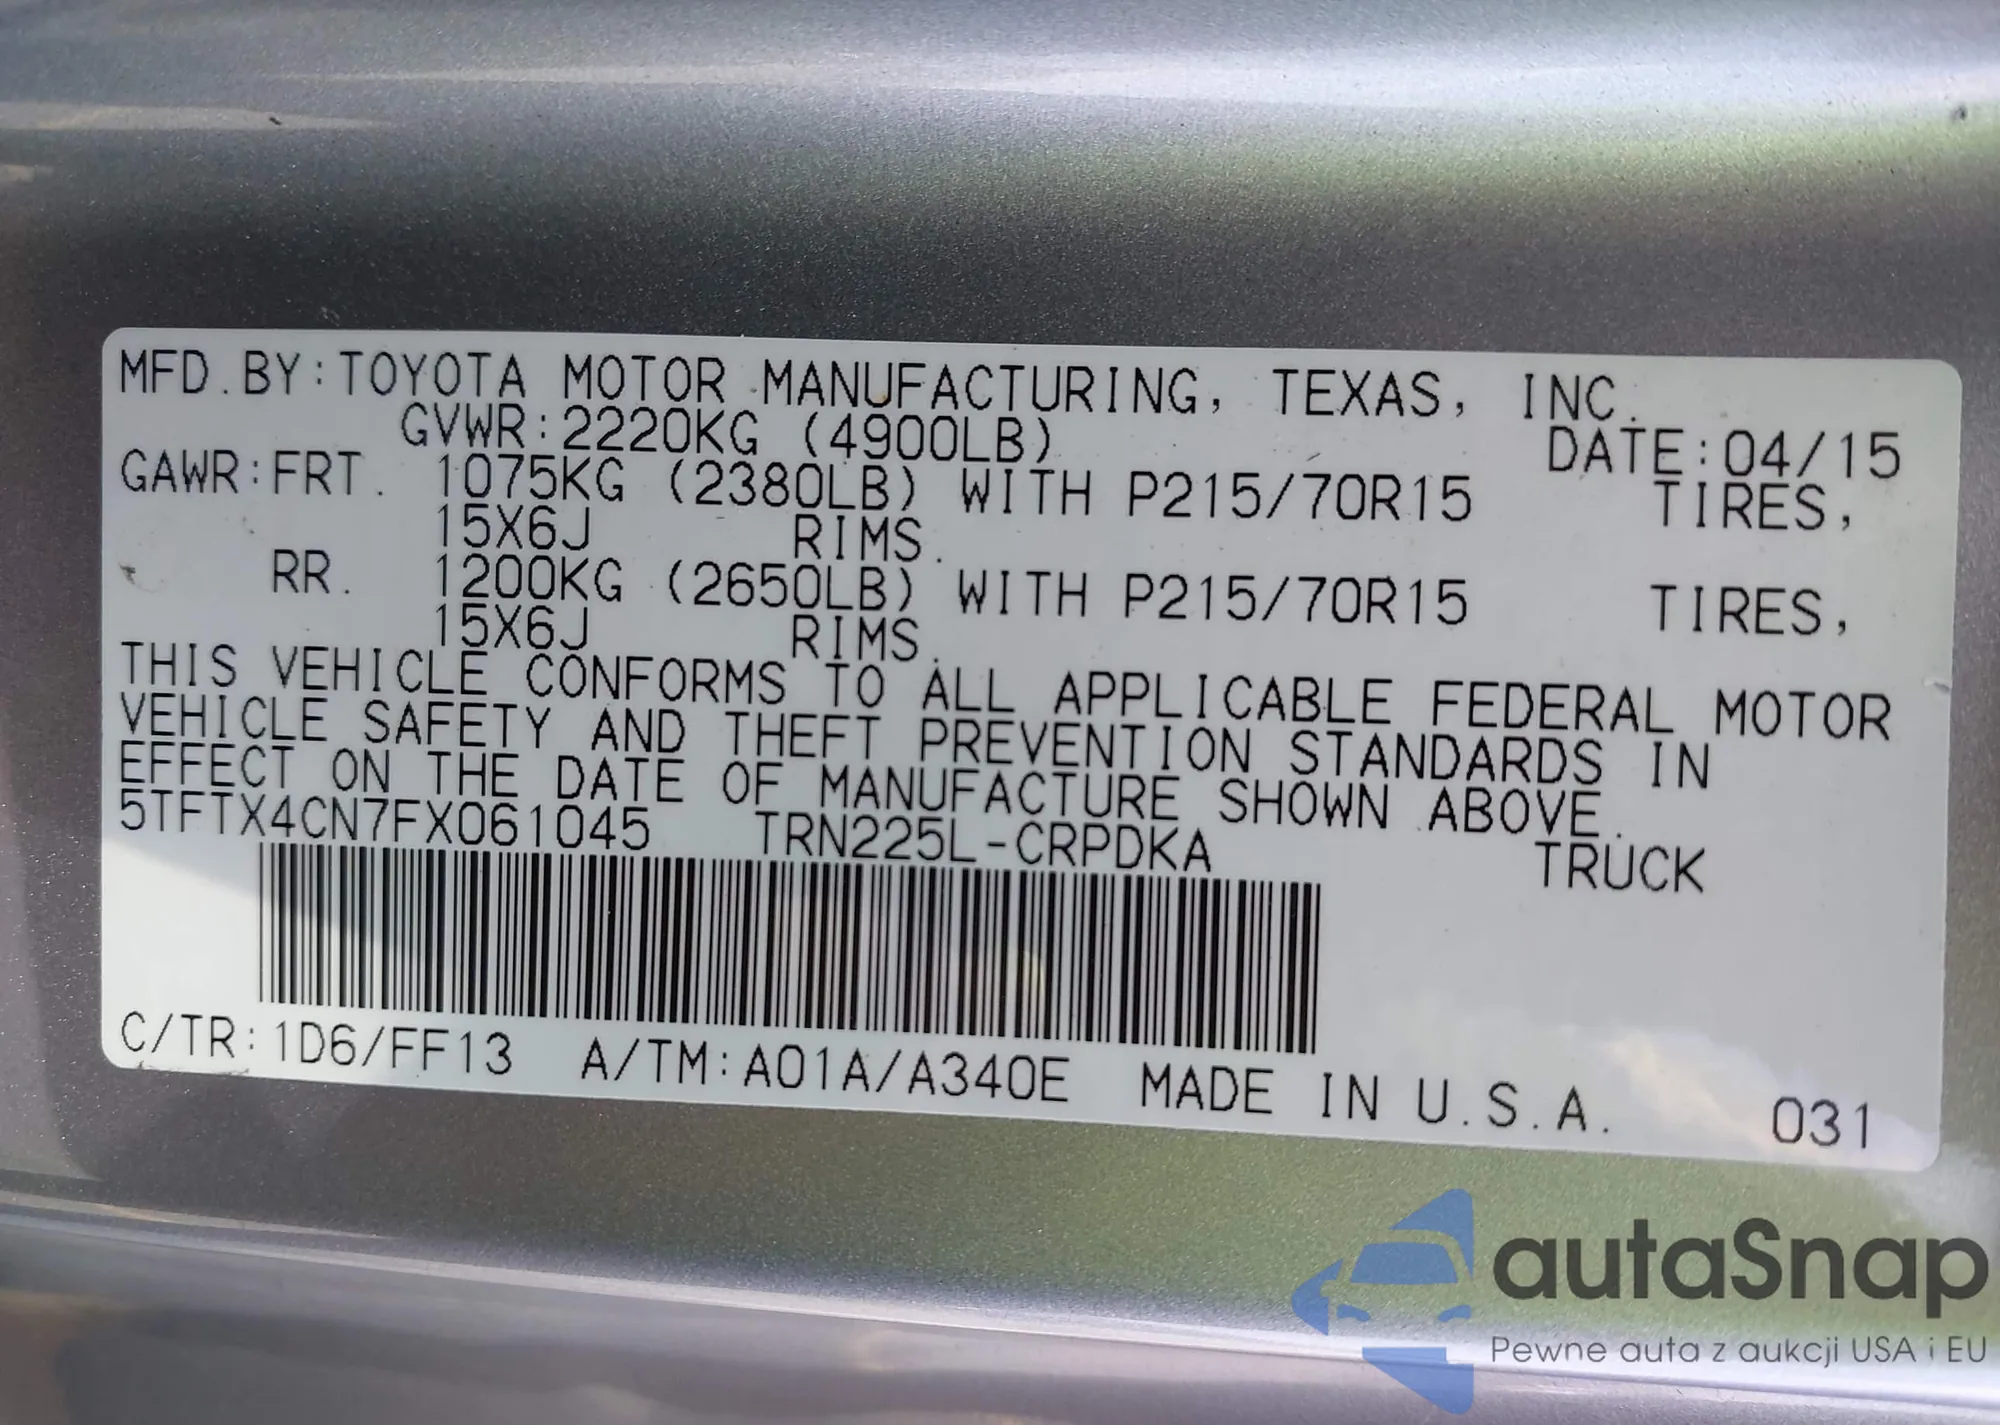 MFD.BY:TOYOTA MOTOR MANUFACTURING, TEXAS, INC.
GVWR:2220KG (4900LB) DATE:04/15
GAWR:FRT. 1075KG (2380LB) WITH P215/70R15 TIRES,
15X6J RIMS.
RR. 1200KG (2650LB) WITH P215/70R15 TIRES,
15X6J RIMS.
THIS VEHICLE CONFORMS TO ALL APPLICABLE FEDERAL MOTOR
VEHICLE SAFETY AND THEFT PREVENTION STANDARDS IN
EFFECT ON THE DATE OF MANUFACTURE SHOWN ABOVE.
5TFTX4CN7FX061045 TRN225L-CRPDKA TRUCK
C/TR:1D6/FF13 A/TM:A01A/A340E MADE IN U.S.A. 031
autaSnap
Pewne auta z aukcji USA i EU